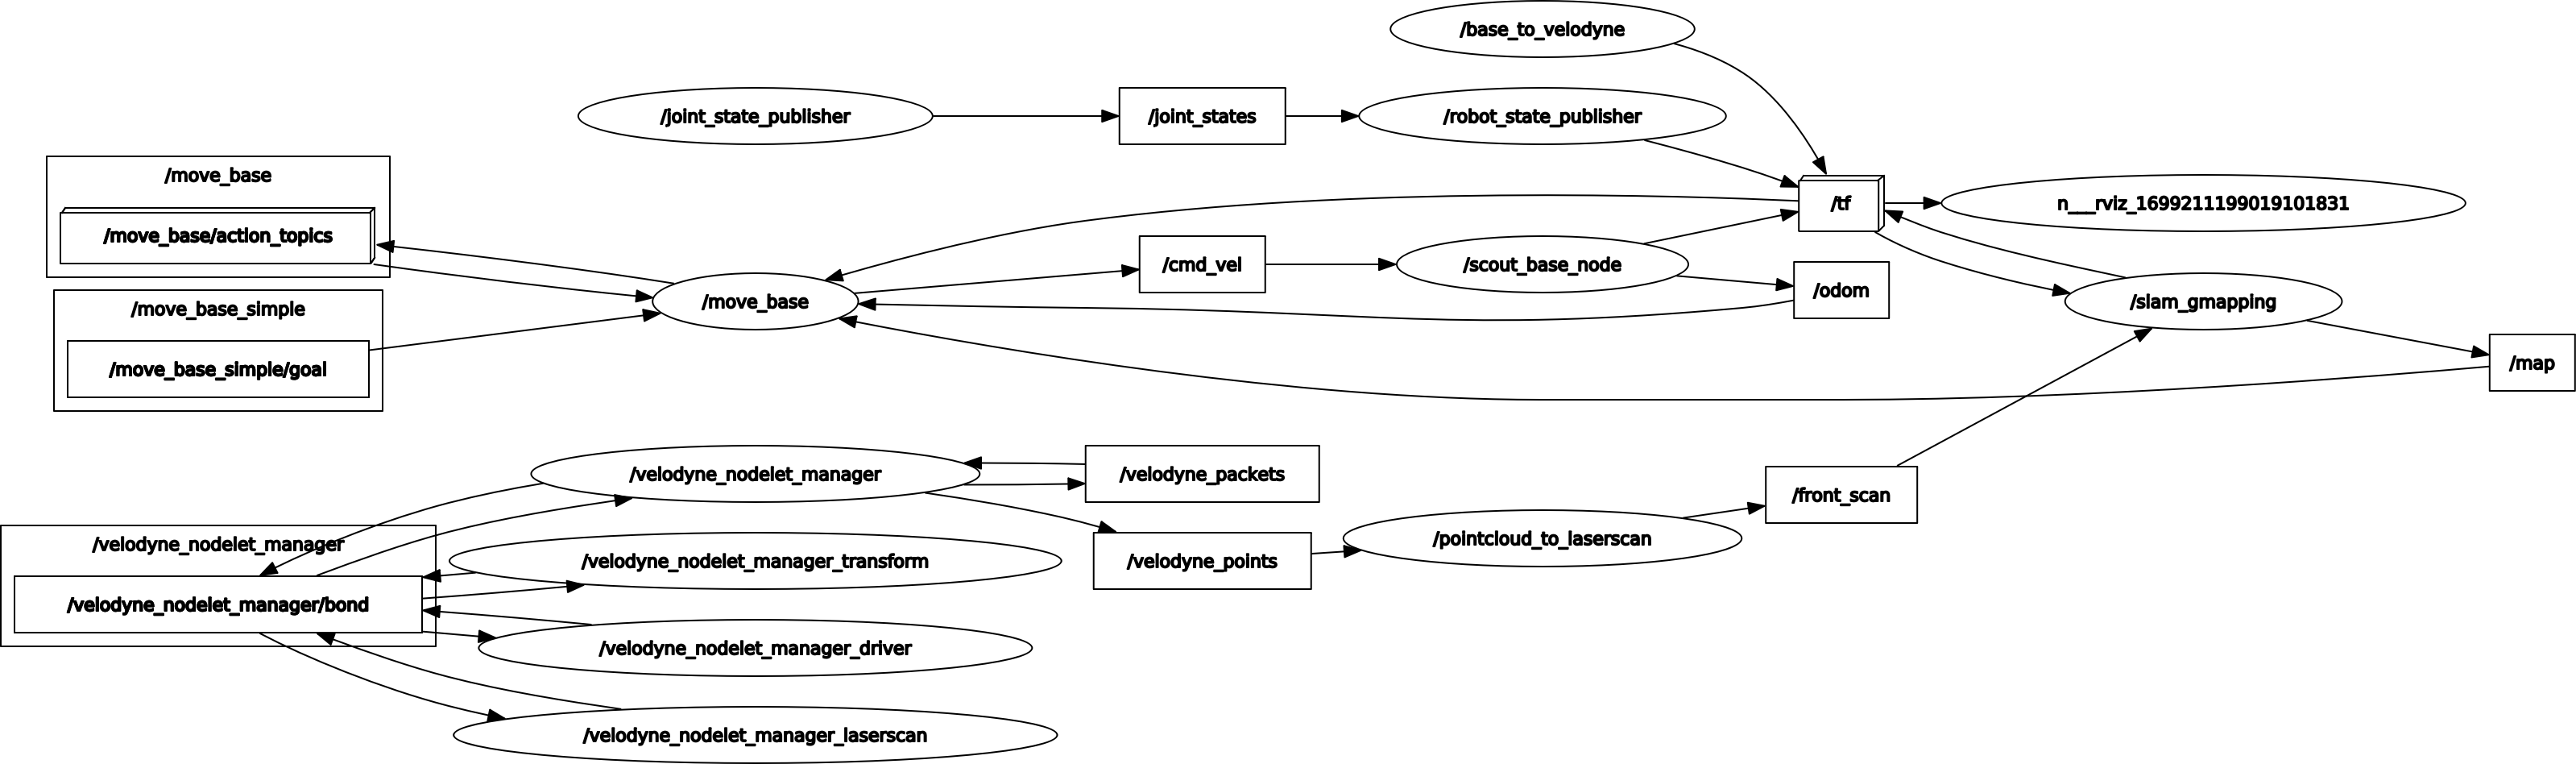 /base_to_velodyne
/joint_state_publisher
/joint_states
/robot_state_publisher
/move_base
/move_base/action_topics
/tf
n___rviz_1699211199019101831
/cmd_vel
/scout_base_node
/odom
/move_base
/slam_gmapping
/move_base_simple
/move_base_simple/goal
/map
/velodyne_nodelet_manager
/velodyne_packets
/front_scan
/velodyne_nodelet_manager
/pointcloud_to_laserscan
/velodyne_nodelet_manager_transform
/velodyne_points
/velodyne_nodelet_manager/bond
/velodyne_nodelet_manager_driver
/velodyne_nodelet_manager_laserscan